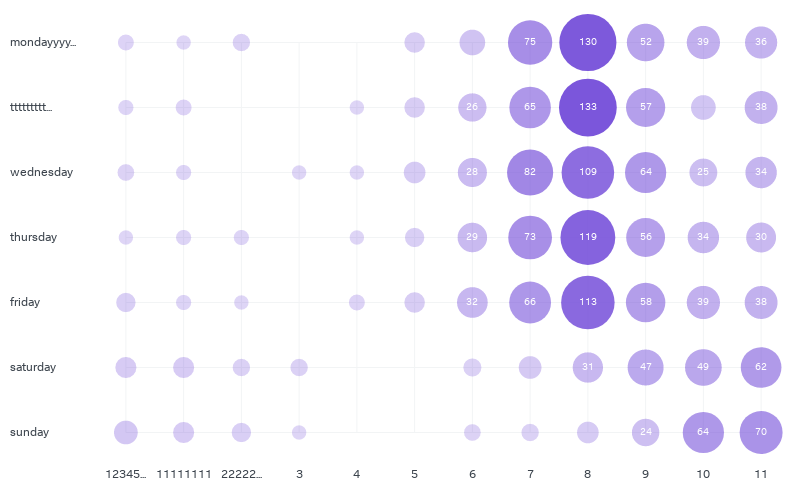 mondayyyy... 75 130 52 39 36
tttttttttt... 26 65 133 57 38
wednesday 28 82 109 64 25 34
thursday 29 73 119 56 34 30
friday 32 66 113 58 39 38
saturday 31 47 49 62
sunday 24 64 70
12345... 11111111 22222... 3 4 5 6 7 8 9 10 11